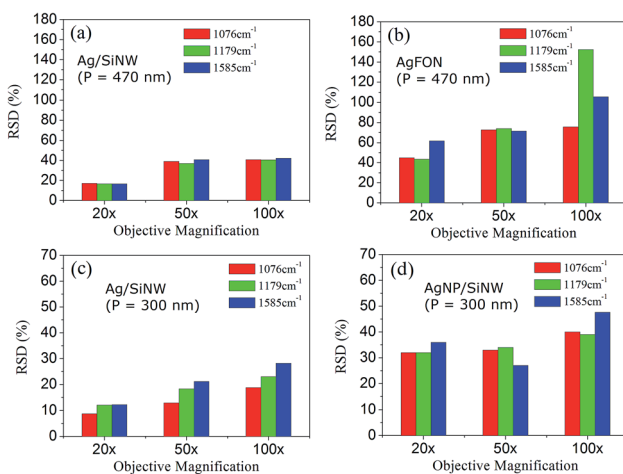 (a)
Ag/SiNW
(P = 470 nm)
1076cm-1
1179cm-1
1585cm-1
RSD (%)
180
160
140
120
100
80
60
40
20
0
20x 50x 100x
Objective Magnification
(b)
AgFON
(P = 470 nm)
1076cm-1
1179cm-1
1585cm-1
RSD (%)
180
160
140
120
100
80
60
40
20
0
20x 50x 100x
Objective Magnification
(c)
Ag/SiNW
(P = 300 nm)
1076cm-1
1179cm-1
1585cm-1
RSD (%)
70
60
50
40
30
20
10
0
20x 50x 100x
Objective Magnification
(d)
AgNP/SiNW
(P = 300 nm)
1076cm-1
1179cm-1
1585cm-1
RSD (%)
70
60
50
40
30
20
10
0
20x 50x 100x
Objective Magnification